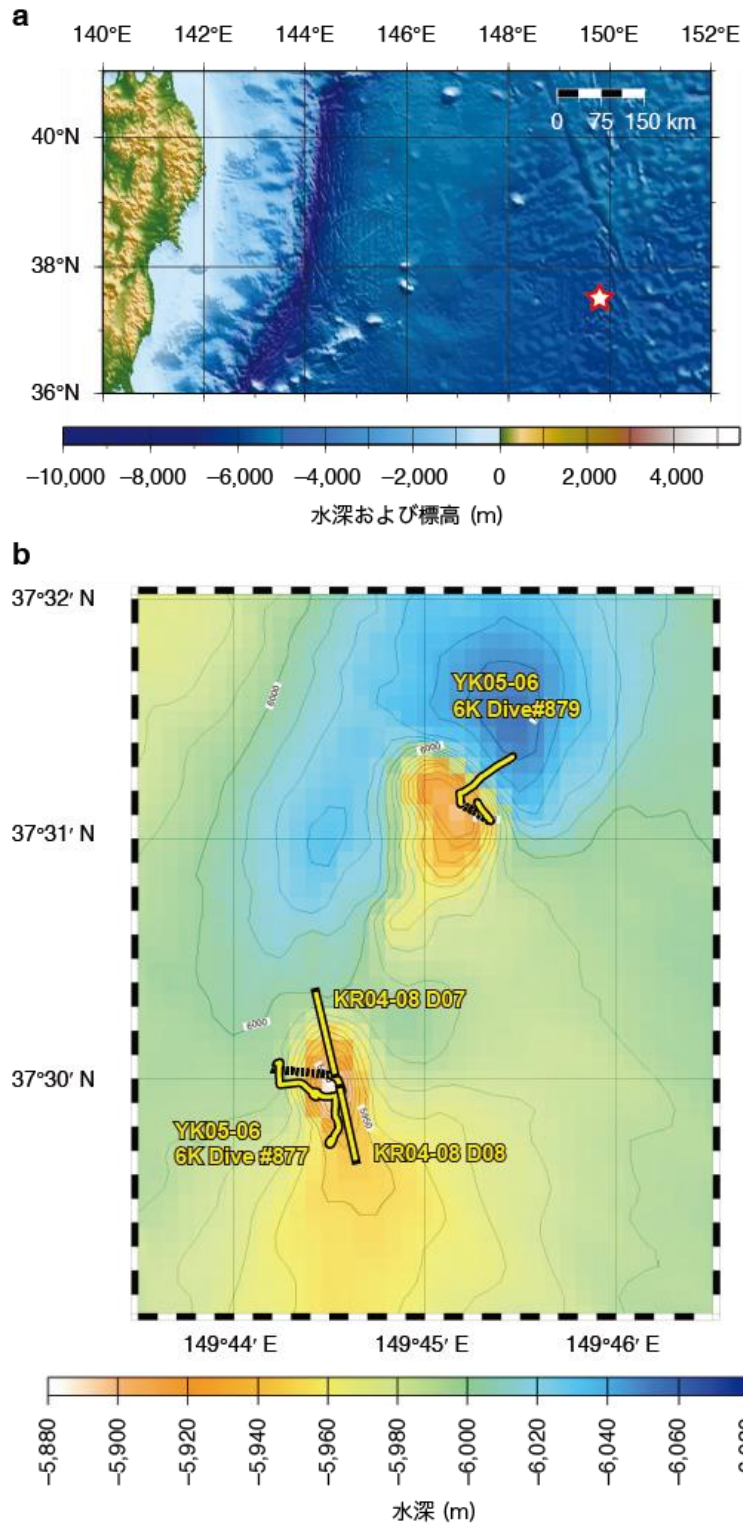 a
140°E 142°E 144°E 146°E 148°E 150°E 152°E
40°N
0 75 150 km
38°N
36°N
−10,000 −8,000 −6,000 −4,000 −2,000 0 2,000 4,000
水深および標高 (m)
b
37°32′ N
YK05-06
6K Dive#879
6000
6000
37°31′ N
KR04-08 D07
6000
37°30′ N
5950
YK05-06
6K Dive #877
KR04-08 D08
149°44′ E 149°45′ E 149°46′ E
−5,880 −5,900 −5,920 −5,940 −5,960 −5,980 −6,000 −6,020 −6,040 −6,060 −6,080
水深 (m)